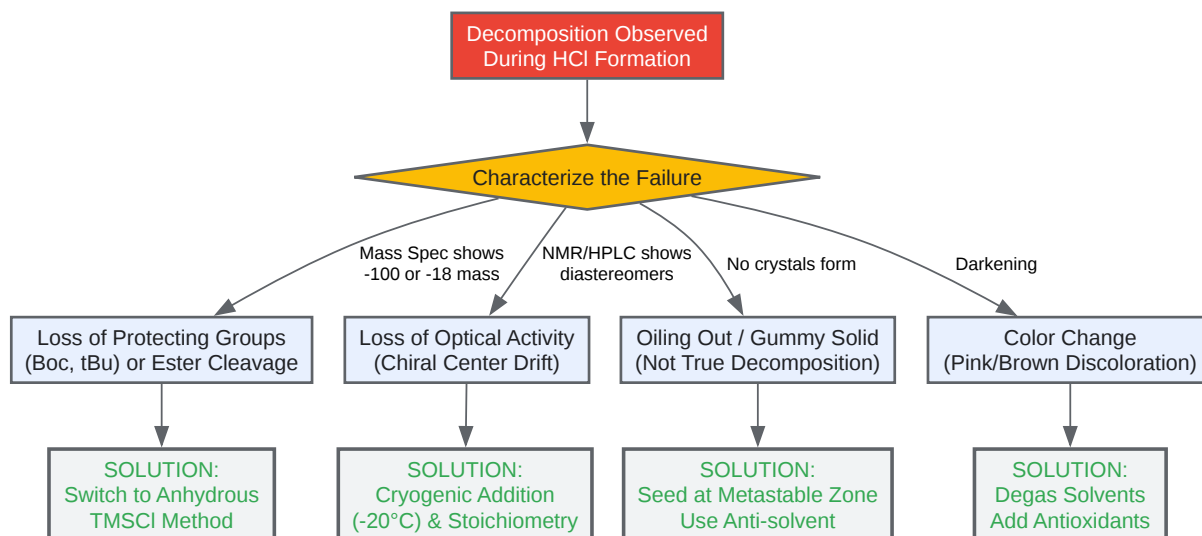 Decomposition Observed
During HCl Formation
Characterize the Failure
Mass Spec shows
-100 or -18 mass
NMR/HPLC shows
diastereomers
No crystals form
Darkening
Loss of Protecting Groups
(Boc, tBu) or Ester Cleavage
Loss of Optical Activity
(Chiral Center Drift)
Oiling Out / Gummy Solid
(Not True Decomposition)
Color Change
(Pink/Brown Discoloration)
SOLUTION:
Switch to Anhydrous
TMSCl Method
SOLUTION:
Cryogenic Addition
(-20°C) & Stoichiometry
SOLUTION:
Seed at Metastable Zone
Use Anti-solvent
SOLUTION:
Degas Solvents
Add Antioxidants